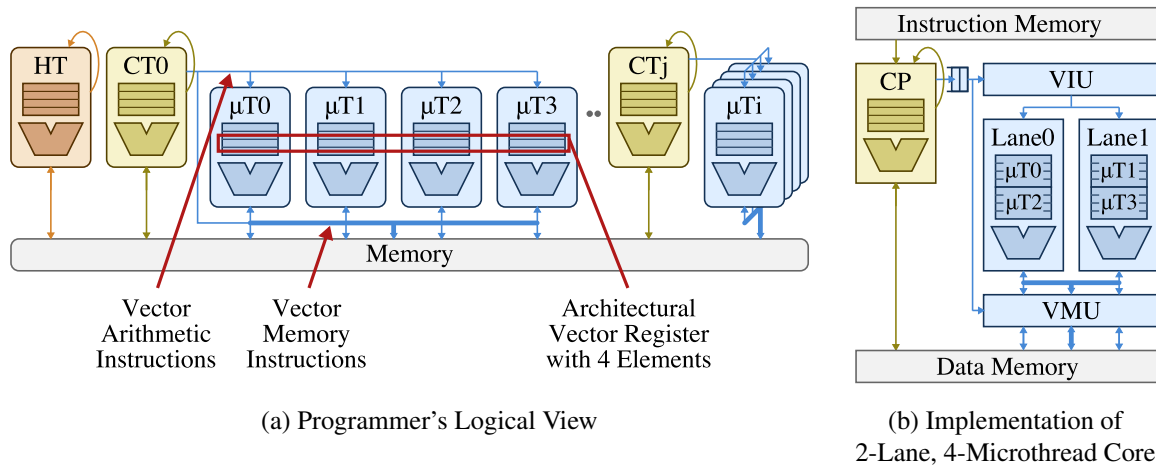 HT
CT0
μT0
μT1
μT2
μT3
CTj
μTi
Memory
Vector
Arithmetic
Instructions
Vector
Memory
Instructions
Architectural
Vector Register
with 4 Elements
(a) Programmer's Logical View
Instruction Memory
CP
VIU
Lane0
Lane1
μT0
μT1
μT2
μT3
VMU
Data Memory
(b) Implementation of
2-Lane, 4-Microthread Core